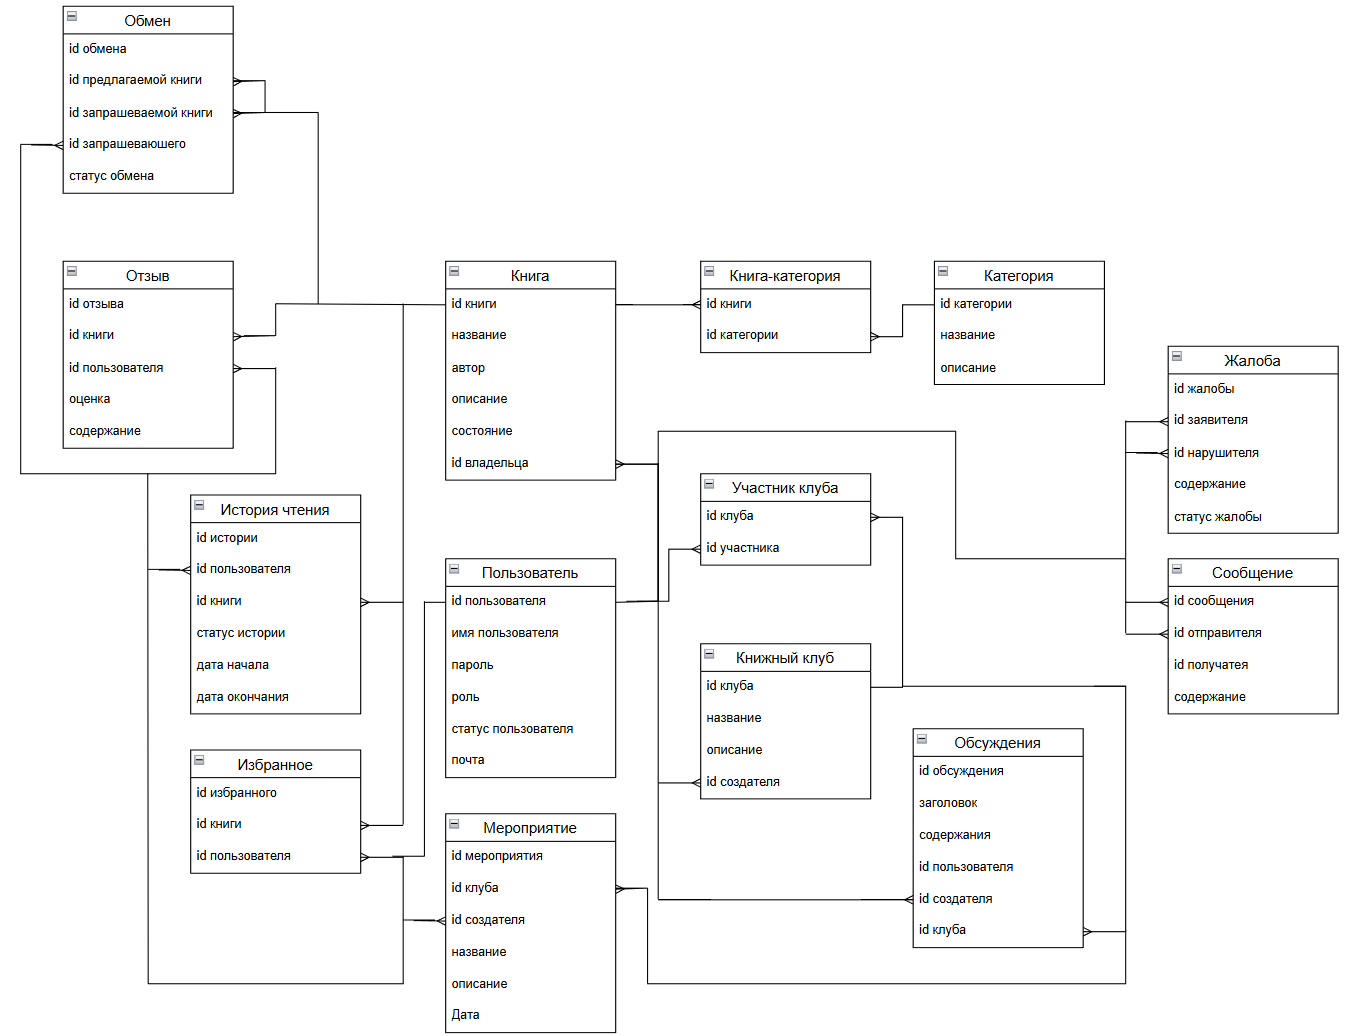 Обмен
id обмена
id предлагаемой книги
id запрашеваемой книги
id запрашеваюшего
статус обмена
Отзыв
id отзыва
id книги
id пользователя
оценка
содержание
Книга
id книги
название
автор
описание
состояние
id владельца
Книга-категория
id книги
id категории
Категория
id категории
название
описание
Жалоба
id жалобы
id заявителя
id нарушителя
содержание
статус жалобы
История чтения
id истории
id пользователя
id книги
статус истории
дата начала
дата окончания
Участник клуба
id клуба
id участника
Пользователь
id пользователя
имя пользователя
пароль
роль
статус пользователя
почта
Сообщение
id сообщения
id отправителя
id получатея
содержание
Книжный клуб
id клуба
название
описание
id создателя
Избранное
id избранного
id книги
id пользователя
Мероприятие
id мероприятия
id клуба
id создателя
название
описание
Дата
Обсуждения
id обсуждения
заголовок
содержания
id пользователя
id создателя
id клуба